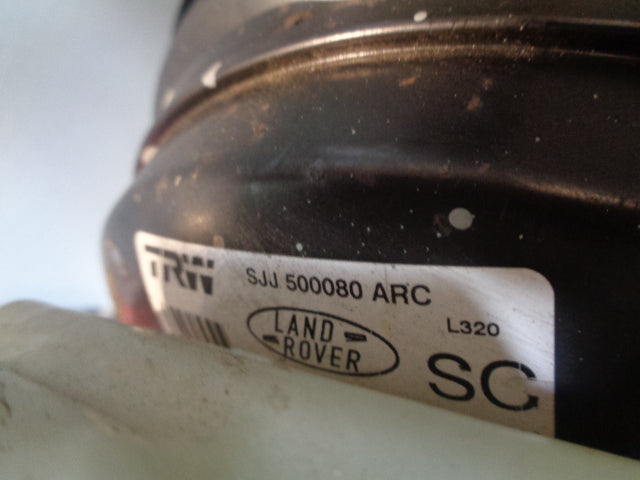 TRW
SJJ 500080 ARC
L320
LAND
ROVER
SC